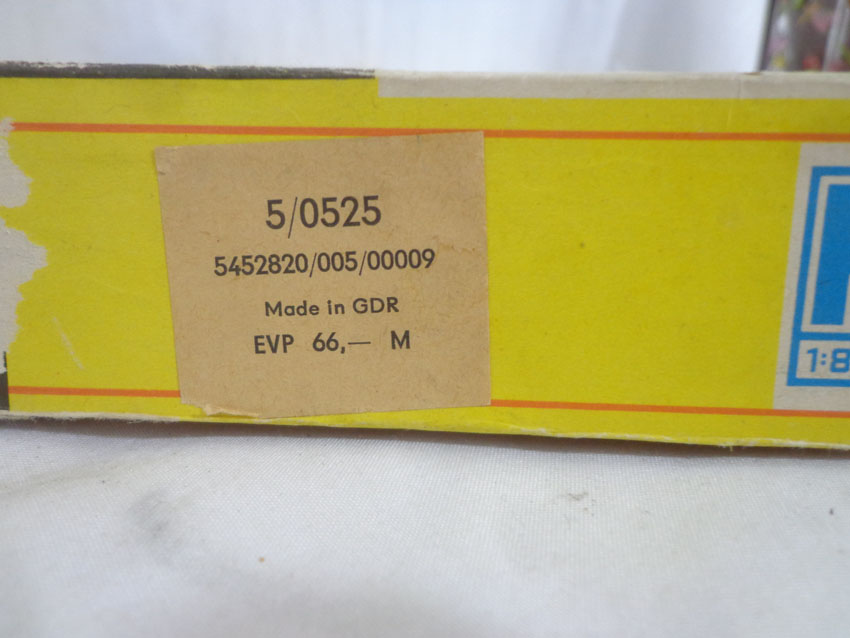 5/0525
5452820/005/00009
Made in GDR
EVP 66,— M
1:8